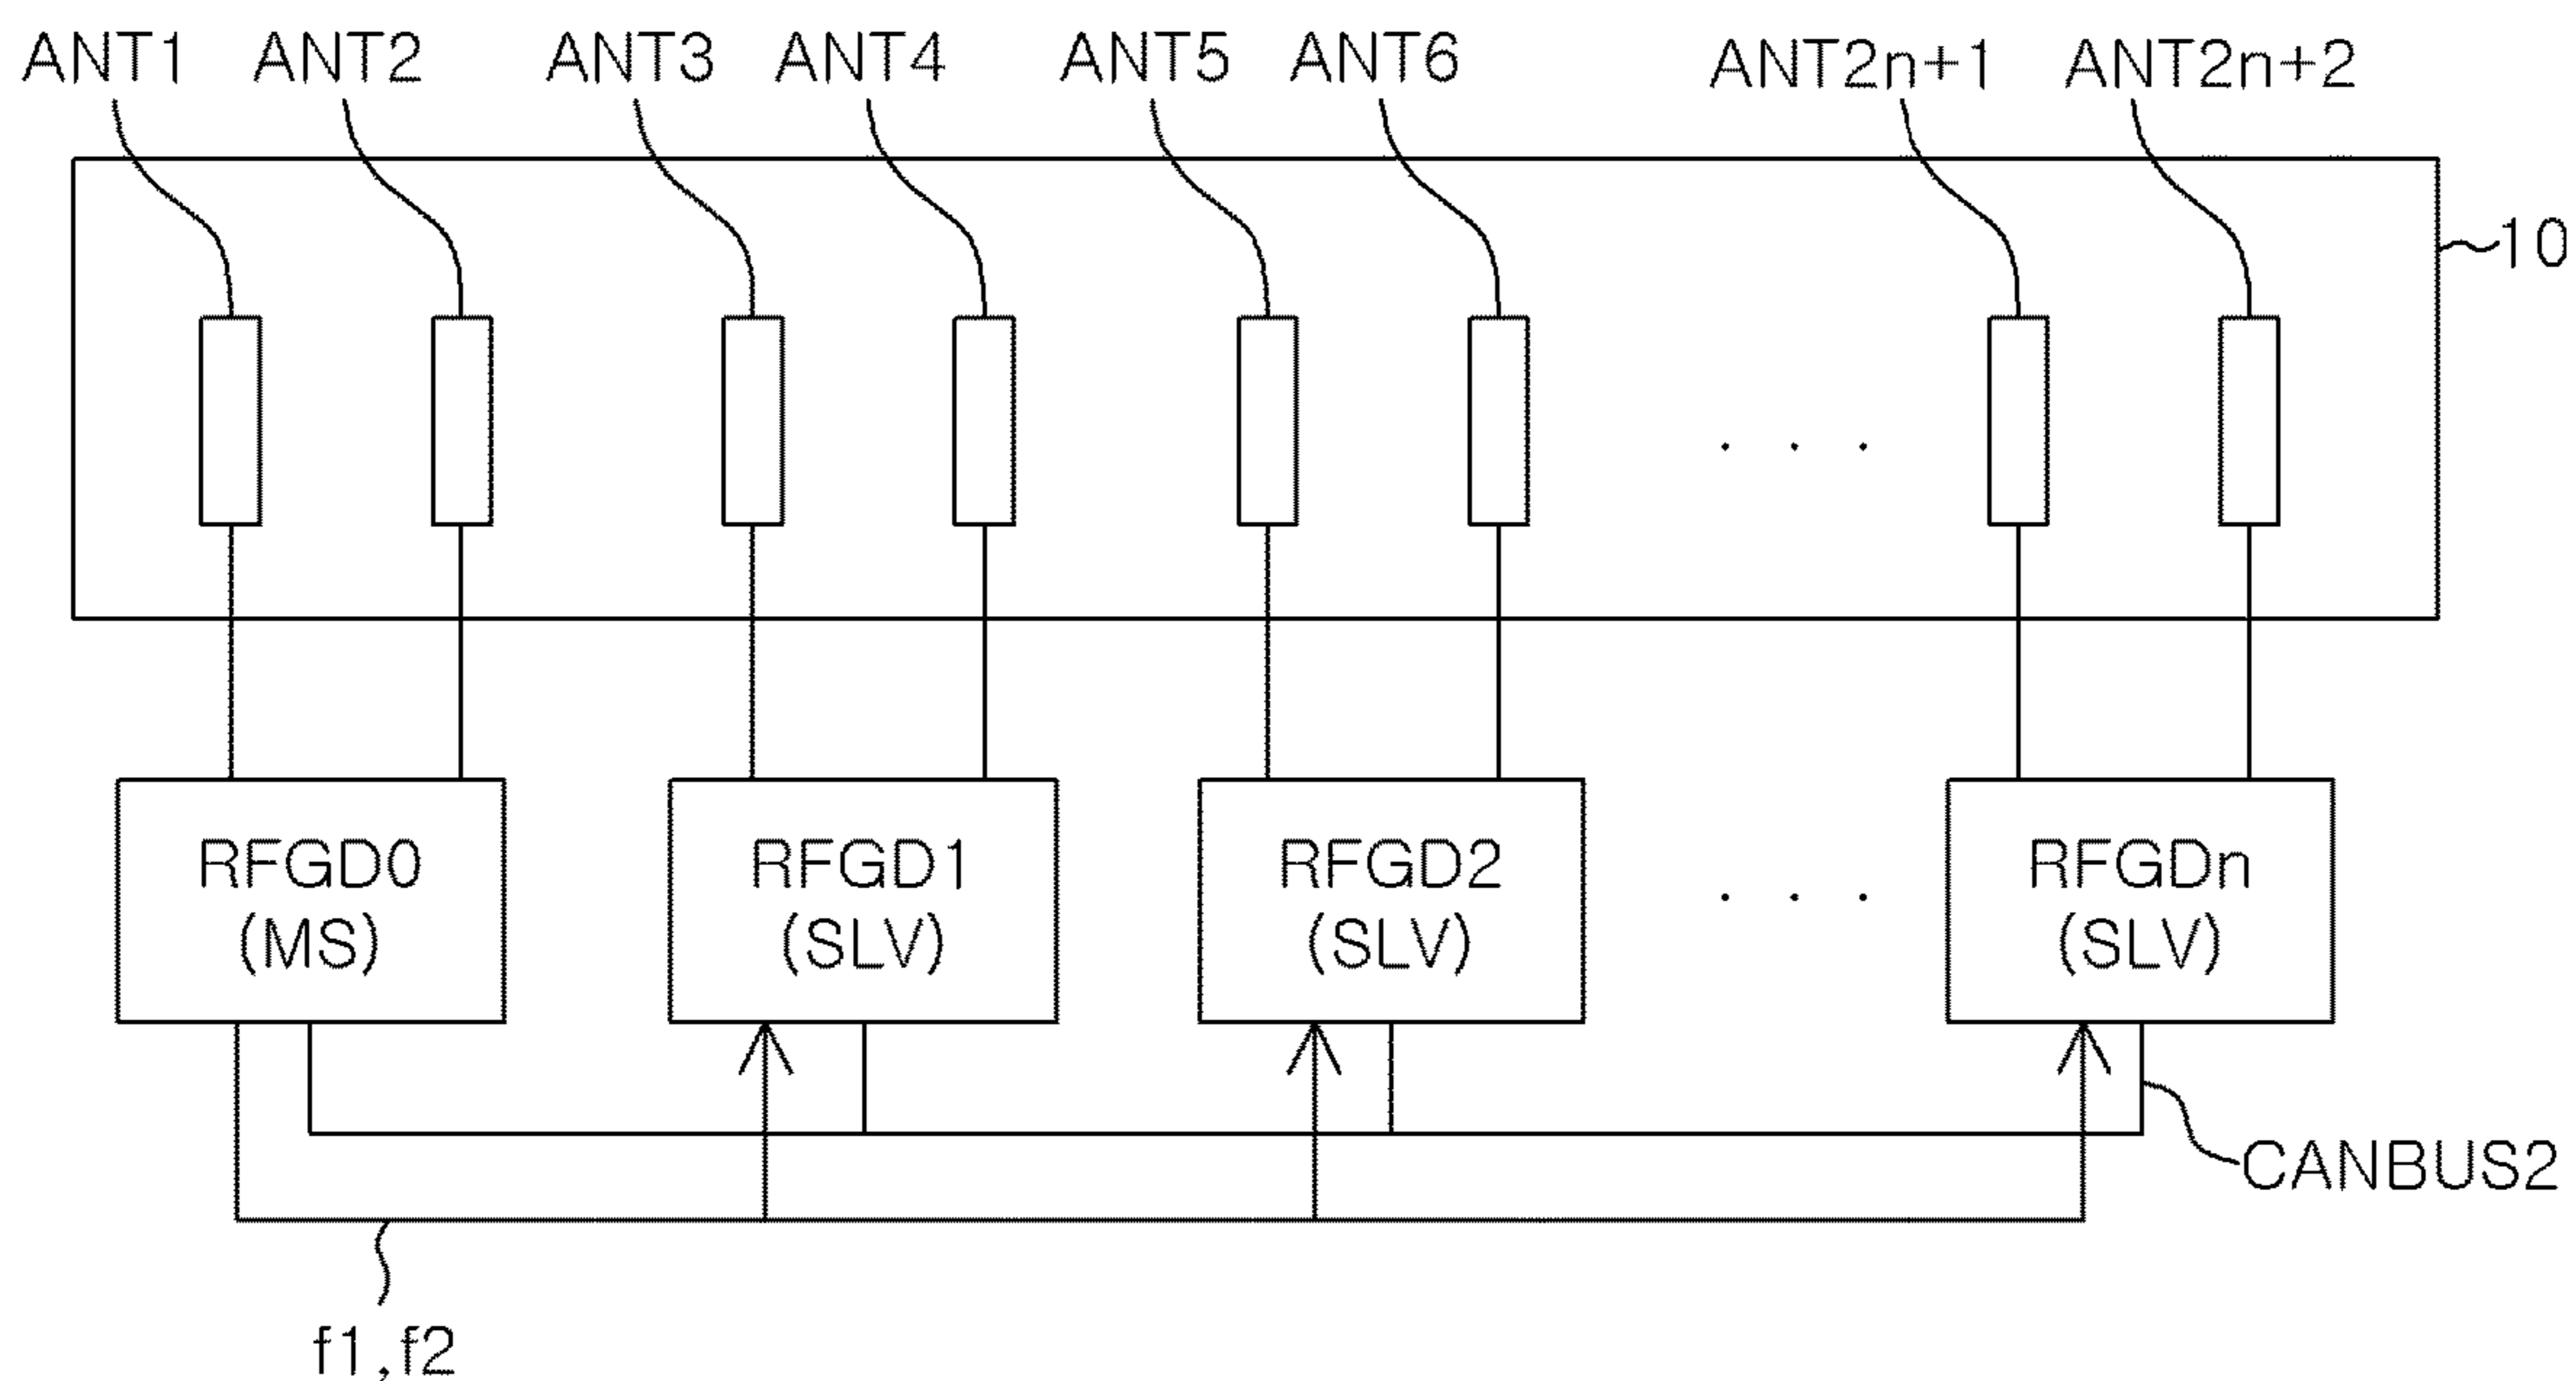 ANT1 ANT2 ANT3 ANT4 ANT5 ANT6 ANT2n+1 ANT2n+2
10
. . .
RFGD0 RFGD1 RFGD2 RFGDn
(MS) (SLV) (SLV) . . . (SLV)
CANBUS2
f1,f2